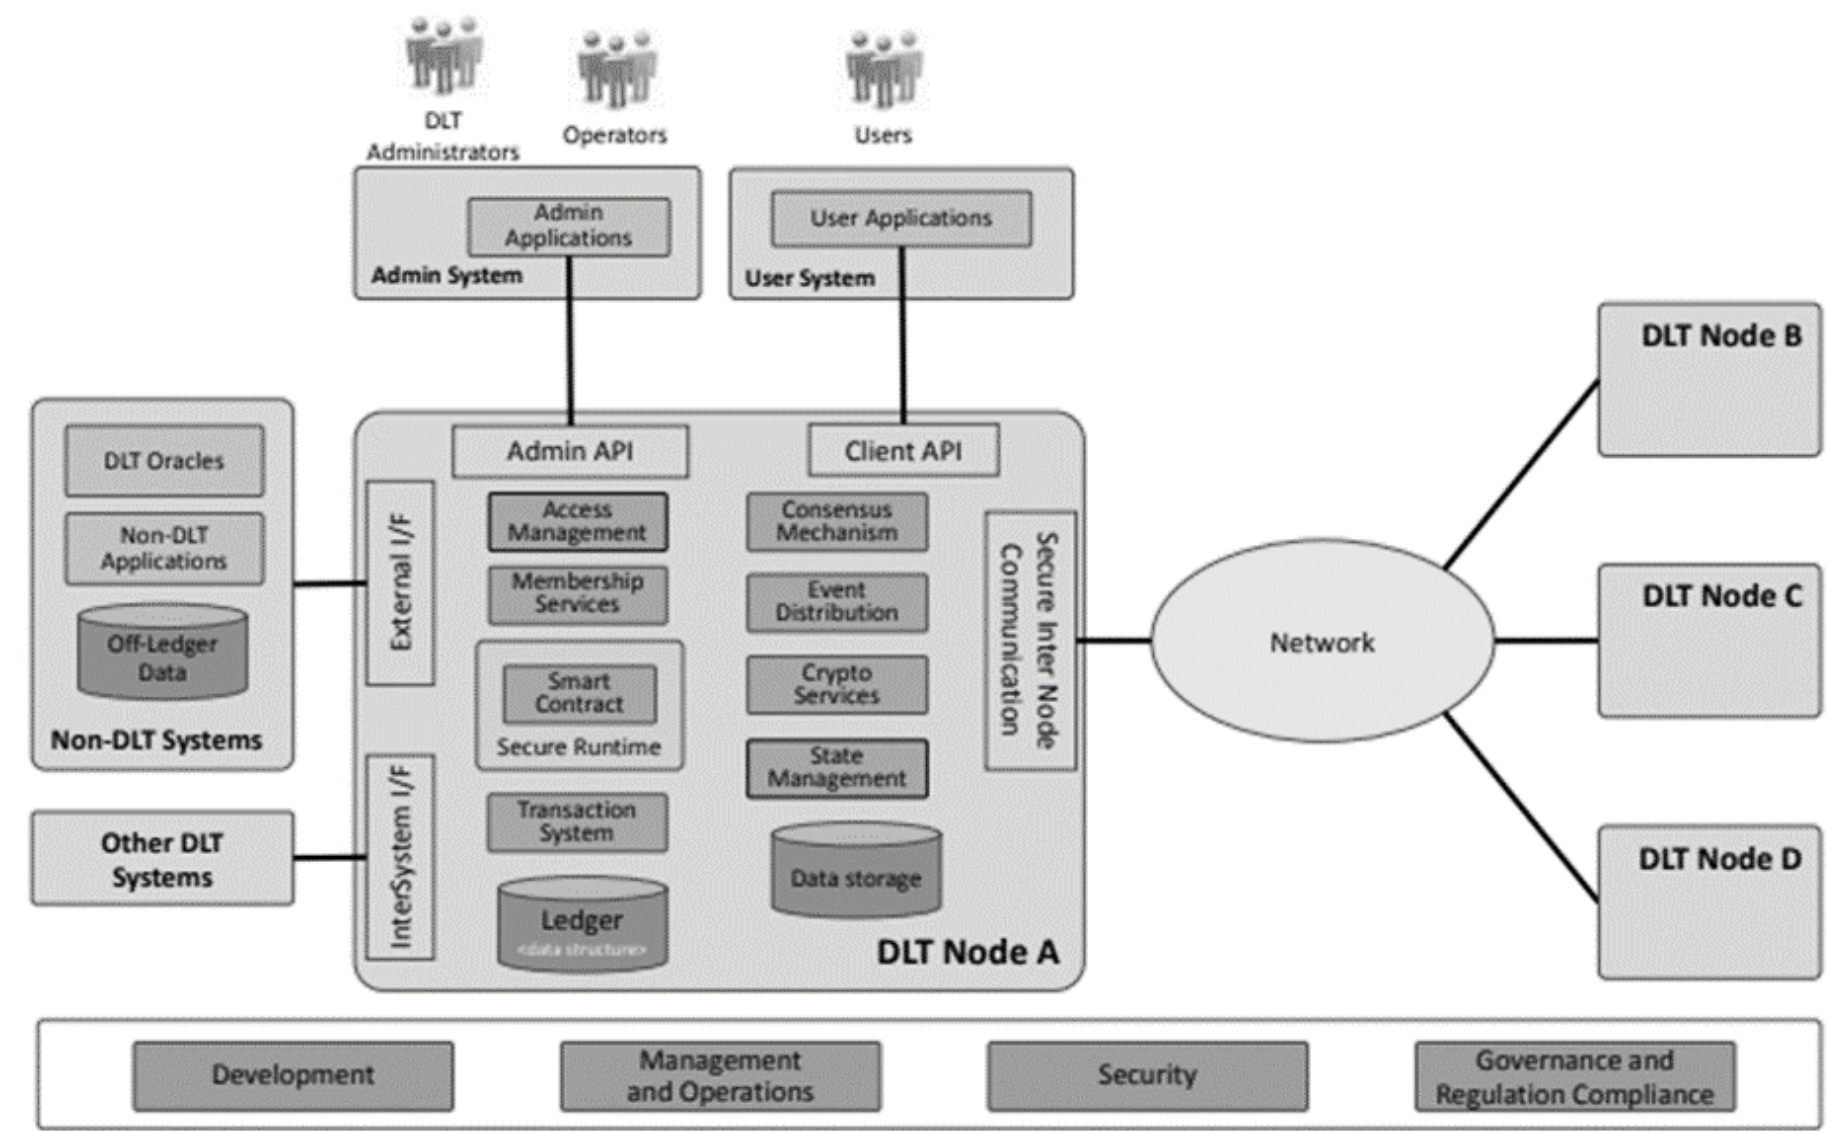 DLT
Administrators
Operators
Users
Admin
Applications
Admin System
User Applications
User System
DLT Oracles
Non-DLT
Applications
Off-Ledger
Data
Non-DLT Systems
Other DLT
Systems
External I/F
InterSystem I/F
Admin API
Client API
Access
Management
Membership
Services
Smart
Contract
Secure Runtime
Transaction
System
Ledger
<data structure>
Consensus
Mechanism
Event
Distribution
Crypto
Services
State
Management
Data storage
DLT Node A
Secure Inter Node
Communication
Network
DLT Node B
DLT Node C
DLT Node D
Development
Management
and Operations
Security
Governance and
Regulation Compliance